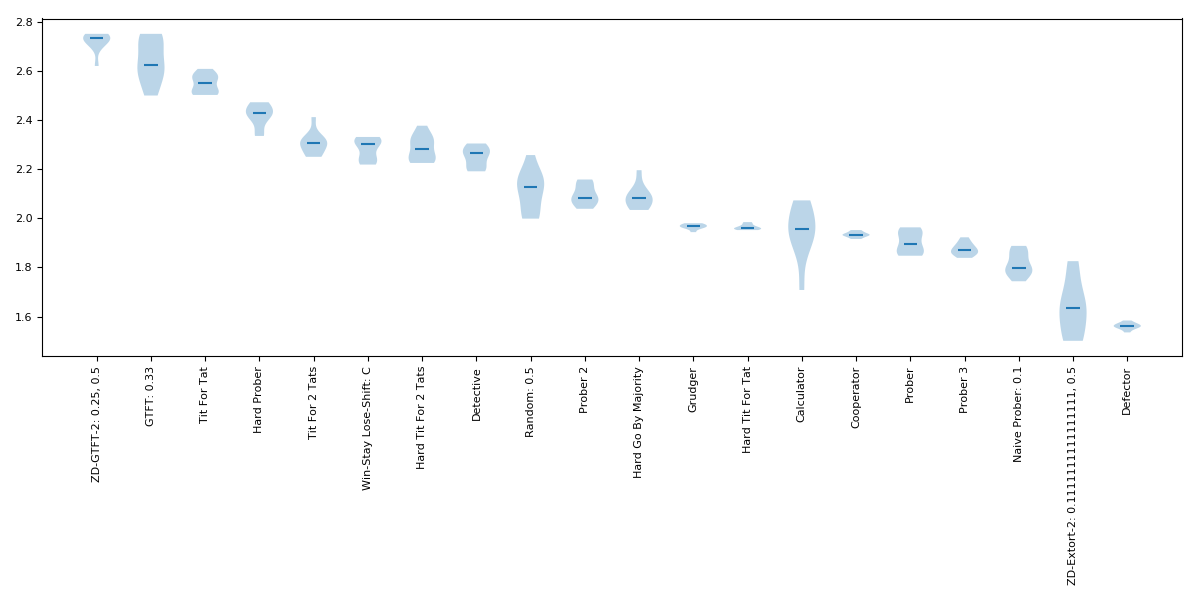 2.8
2.6
2.4
2.2
2.0
1.8
1.6
ZD-GTFT-2: 0.25, 0.5
GTFT: 0.33
Tit For Tat
Hard Prober
Tit For 2 Tats
Win-Stay Lose-Shift: C
Hard Tit For 2 Tats
Detective
Random: 0.5
Prober 2
Hard Go By Majority
Grudger
Hard Tit For Tat
Calculator
Cooperator
Prober
Prober 3
Naive Prober: 0.1
ZD-Extort-2: 0.1111111111111111, 0.5
Defector